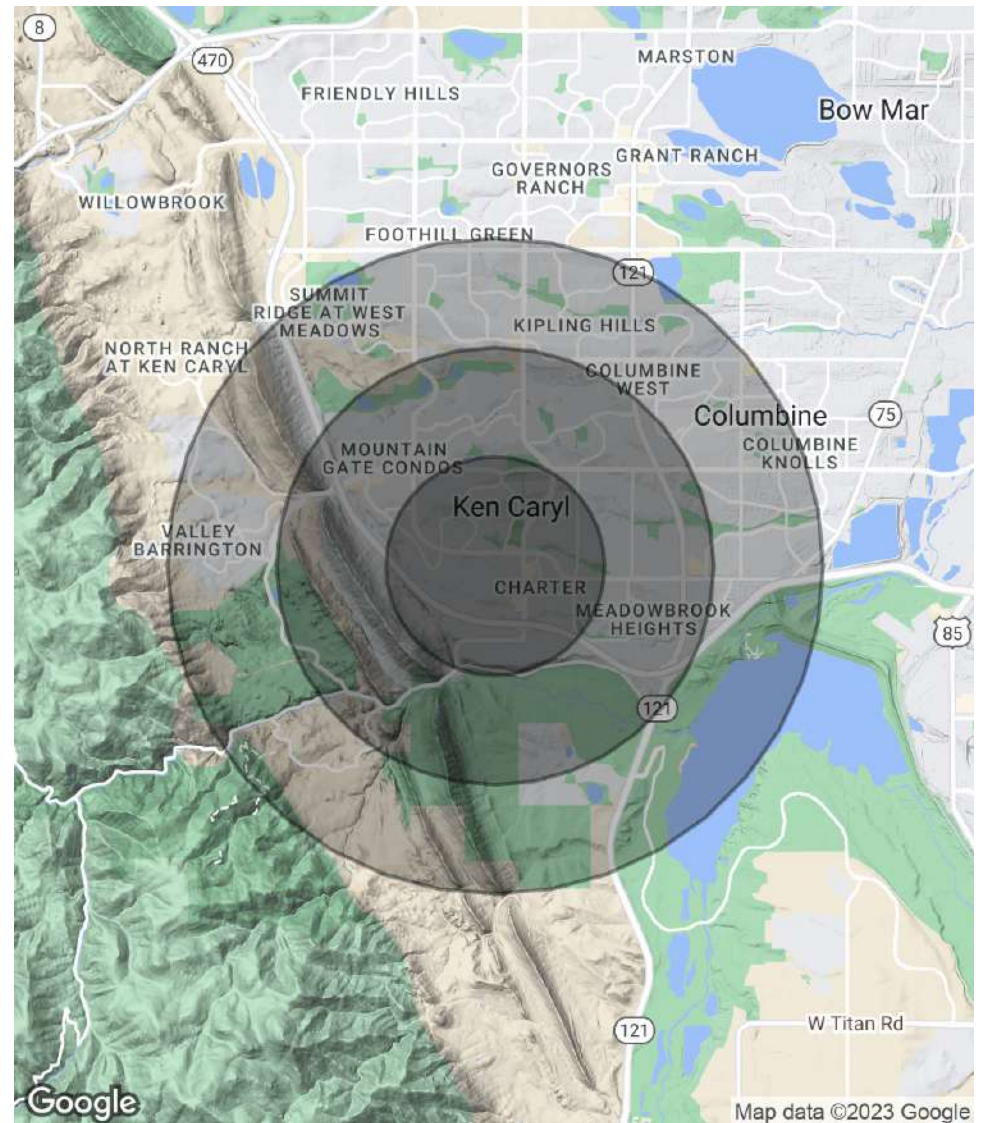 8
470
MARSTON
FRIENDLY HILLS
Bow Mar
GRANT RANCH
GOVERNORS
RANCH
WILLOWBROOK
FOOTHILL GREEN
121
SUMMIT
RIDGE AT WEST
MEADOWS
KIPLING HILLS
NORTH RANCH
AT KEN CARYL
COLUMBINE
WEST
Columbine
75
COLUMBINE
KNOLLS
MOUNTAIN
GATE CONDOS
Ken Caryl
VALLEY
BARRINGTON
CHARTER
MEADOWBROOK
HEIGHTS
85
121
121
W Titan Rd
Google
Map data ©2023 Google